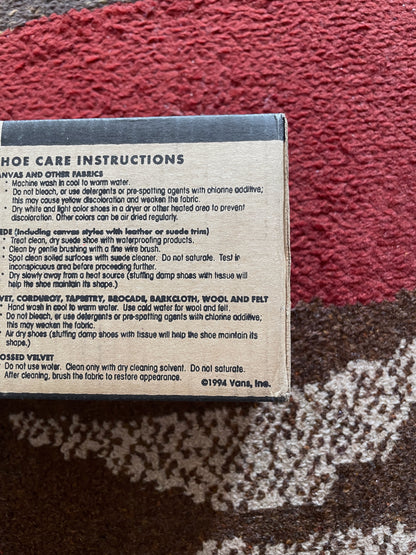 HOE CARE INSTRUCTIONS
NVAS AND OTHER FABRICS
• Machine wash in cool to warm water.
• Do not bleach, or use detergents or pre-spotting agents with chlorine additive;
this may cause yellow discoloration and weaken the fabric.
• Dry white and light color shoes in a dryer or other heated area to prevent
discoloration. Other colors can be air dried regularly.
EDE (Including canvas styles with leather or suede trim)
• Treat clean, dry suede shoe with waterproofing products.
• Clean by gentle brushing with a fine wire brush.
• Spot clean soiled surfaces with suede cleaner. Do not saturate. Test in
inconspicuous area before proceeding further.
• Dry slowly away from a heat source (stuffing damp shoes with tissue will
help the shoe maintain its shape.)
VET, CORDUROY, TAPESTRY, BROCADE, BARKCLOTH, WOOL AND FELT
• Hand wash in cool to warm water. Use cold water for wool and felt.
• Do not bleach, or use detergents or pre-spotting agents with chlorine additive;
this may weaken the fabric.
• Air dry shoes (stuffing damp shoes with tissue will help the shoe maintain its
shape.)
OSSED VELVET
Do not use water. Clean only with dry cleaning solvent. Do not saturate.
After cleaning, brush the fabric to restore appearance.
©1994 Vans, Inc.